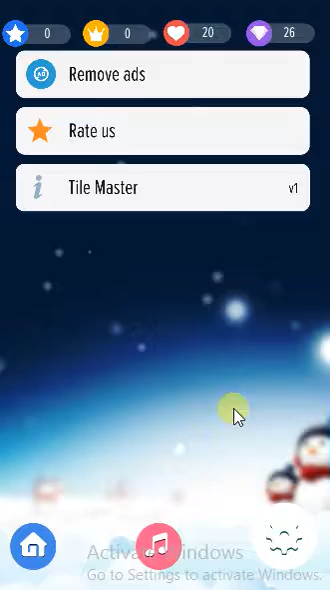 0 0 20 26
AD Remove ads
Rate us
i Tile Master v1
Activate Windows
Go to Settings to activate Windows.